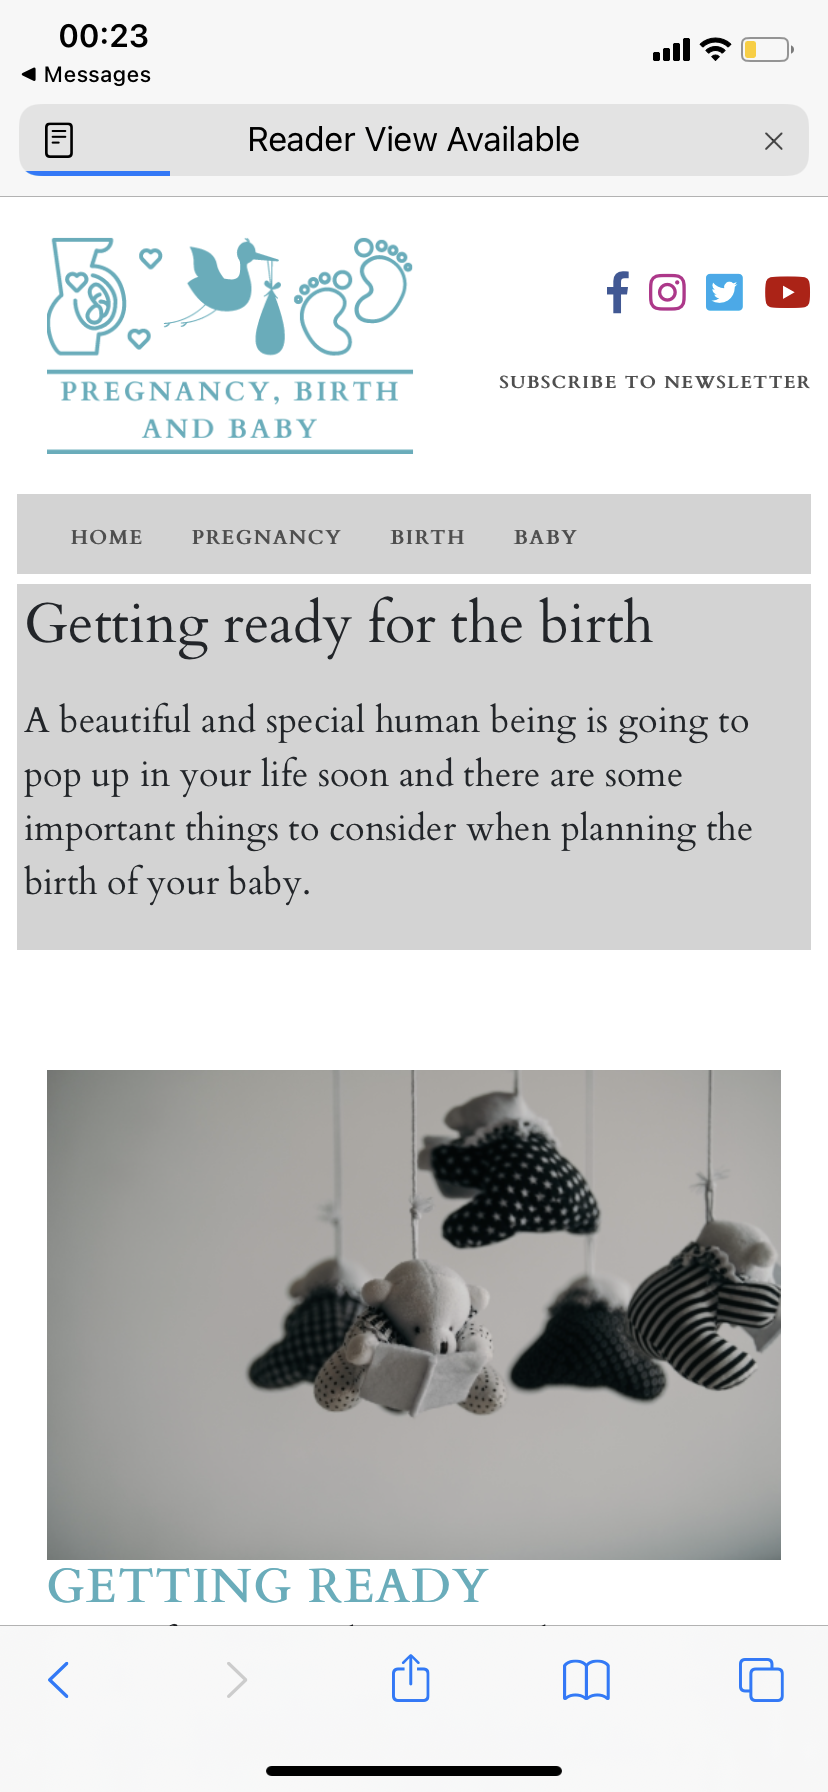 00:23
Messages
Reader View Available
PREGNANCY, BIRTH
AND BABY
SUBSCRIBE TO NEWSLETTER
HOME PREGNANCY BIRTH BABY
Getting ready for the birth
A beautiful and special human being is going to
pop up in your life soon and there are some
important things to consider when planning the
birth of your baby.
GETTING READY